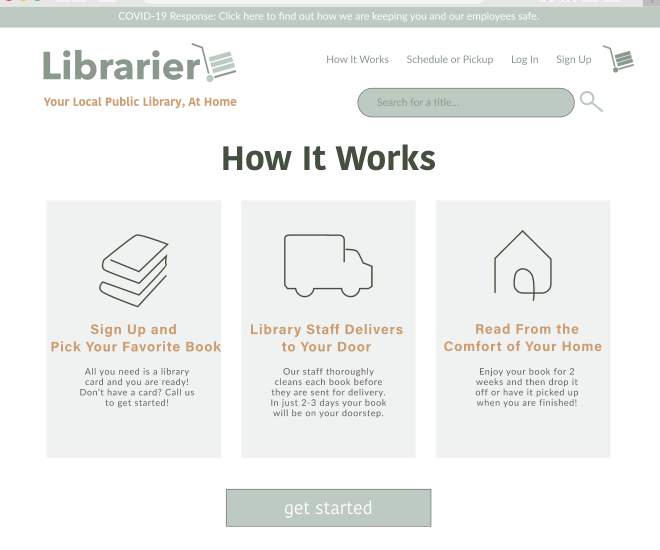 COVID-19 Response: Click here to find out how we are keeping you and our employees safe.
Librarier
Your Local Public Library, At Home
How It Works
Schedule or Pickup
Log In
Sign Up
Search for a title...
How It Works
Sign Up and
Pick Your Favorite Book
All you need is a library
card and you are ready!
Don't have a card? Call us
to get started!
Library Staff Delivers
to Your Door
Our staff thoroughly
cleans each book before
they are sent for delivery.
In just 2-3 days your book
will be on your doorstep.
Read From the
Comfort of Your Home
Enjoy your book for 2
weeks and then drop it
off or have it picked up
when you are finished!
get started